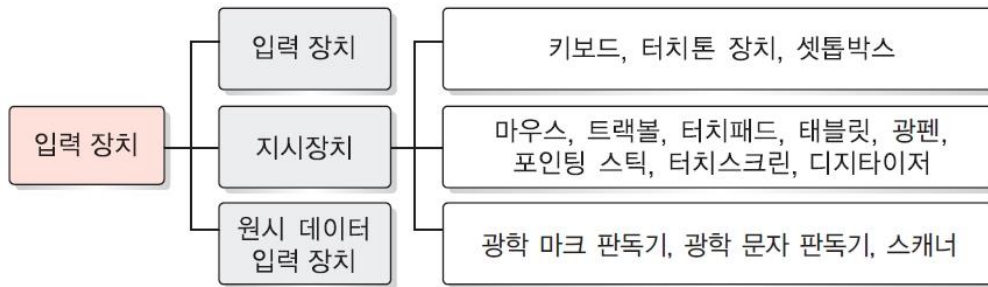 입력 장치
입력 장치
키보드, 터치톤 장치, 셋톱박스
지시장치
마우스, 트랙볼, 터치패드, 태블릿, 광펜,
포인팅 스틱, 터치스크린, 디지타이저
원시 데이터
입력 장치
광학 마크 판독기, 광학 문자 판독기, 스캐너